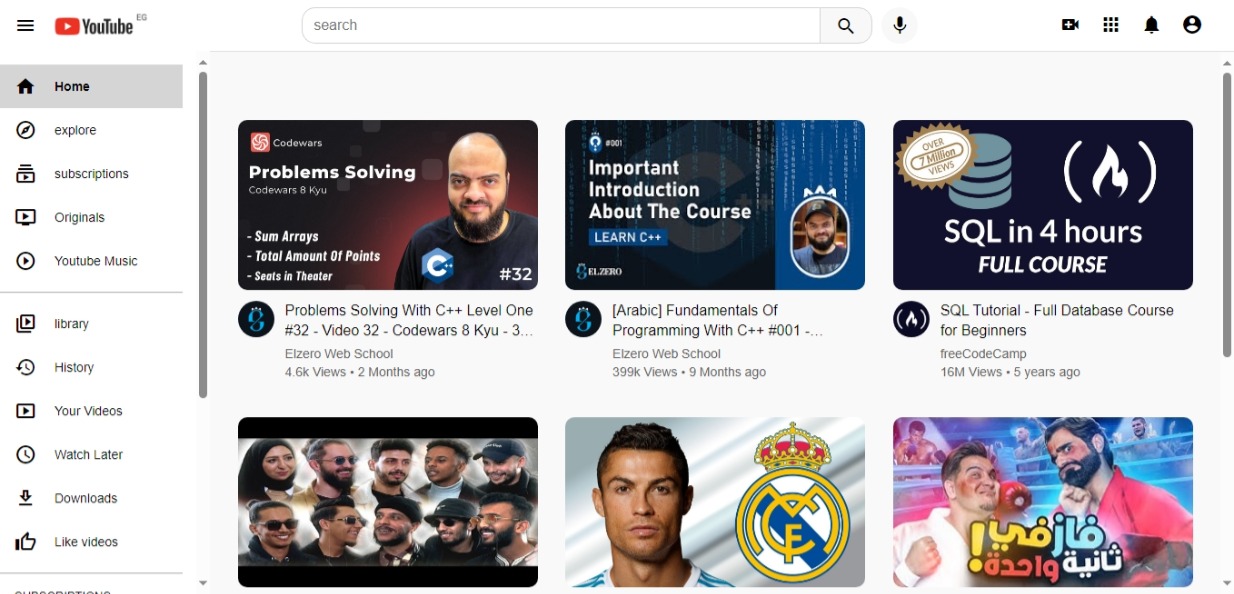 YouTube EG
search
Home
explore
subscriptions
Originals
Youtube Music
library
History
Your Videos
Watch Later
Downloads
Like videos
SUBSCRIPTIONS
Codewars
Problems Solving
Codewars 8 Kyu
- Sum Arrays
- Total Amount Of Points
- Seats in Theater
#32
Problems Solving With C++ Level One
#32 - Video 32 - Codewars 8 Kyu - 3...
Elzero Web School
4.6k Views • 2 Months ago
#001
Important
Introduction
About The Course
LEARN C++
ELZERO
[Arabic] Fundamentals Of
Programming With C++ #001 -...
Elzero Web School
399k Views • 9 Months ago
OVER
7 Million
VIEWS
SQL in 4 hours
FULL COURSE
SQL Tutorial - Full Database Course
for Beginners
freeCodeCamp
16M Views • 5 years ago
فاز في
ثانية واحدة!